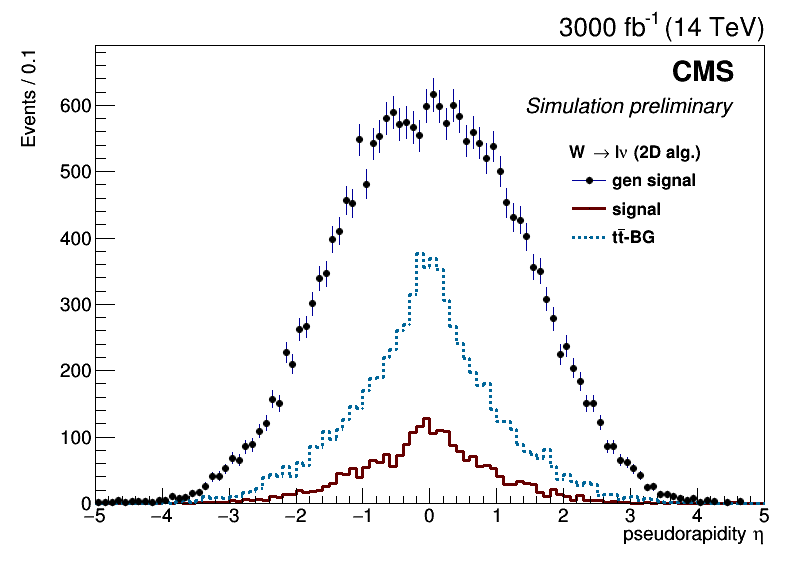 3000 fb⁻¹ (14 TeV)
Events / 0.1
CMS
Simulation preliminary
W → lν (2D alg.)
gen signal
signal
tt̄-BG
600
500
400
300
200
100
0
−5 −4 −3 −2 −1 0 1 2 3 4 5
pseudorapidity η